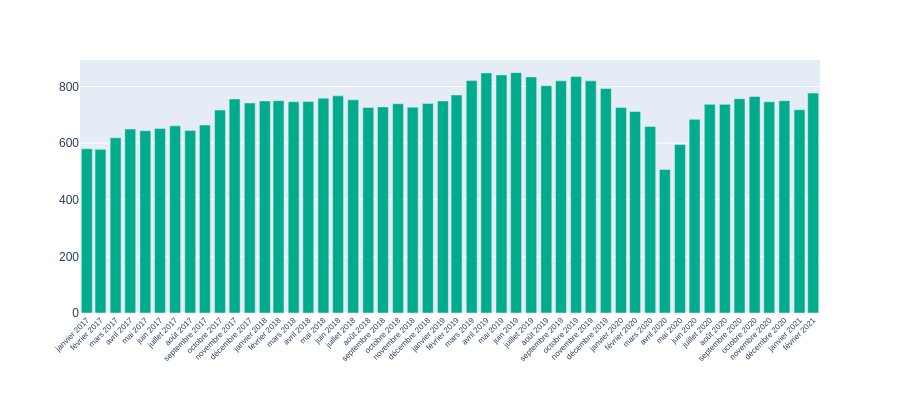 800
600
400
200
0
janvier 2017
février 2017
mars 2017
avril 2017
mai 2017
juin 2017
juillet 2017
août 2017
septembre 2017
octobre 2017
novembre 2017
décembre 2017
janvier 2018
février 2018
mars 2018
avril 2018
mai 2018
juin 2018
juillet 2018
août 2018
septembre 2018
octobre 2018
novembre 2018
décembre 2018
janvier 2019
février 2019
mars 2019
avril 2019
mai 2019
juin 2019
juillet 2019
août 2019
septembre 2019
octobre 2019
novembre 2019
décembre 2019
janvier 2020
février 2020
mars 2020
avril 2020
mai 2020
juin 2020
juillet 2020
août 2020
septembre 2020
octobre 2020
novembre 2020
décembre 2020
janvier 2021
février 2021